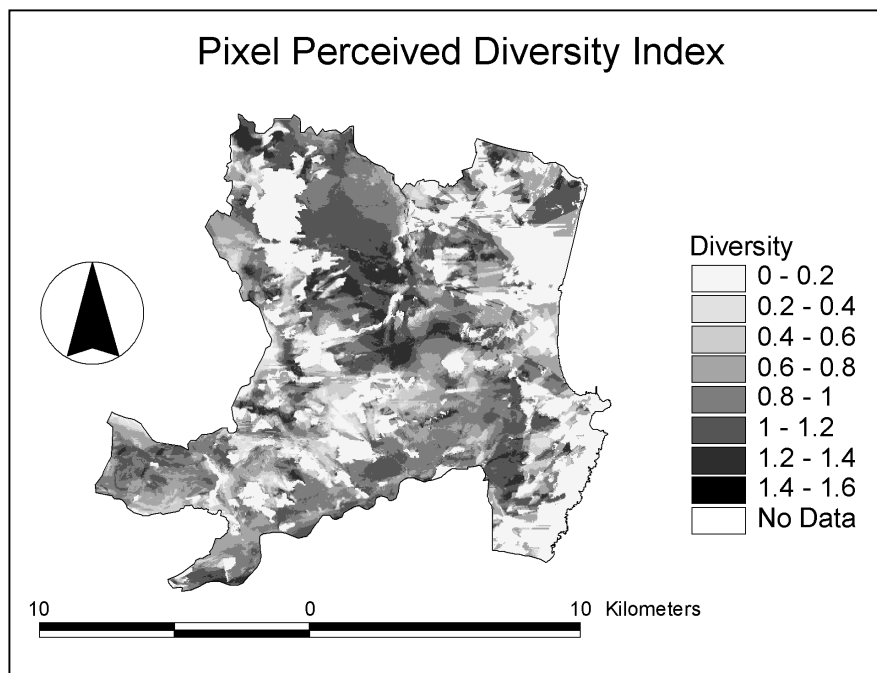 Pixel Perceived Diversity Index
Diversity
0 - 0.2
0.2 - 0.4
0.4 - 0.6
0.6 - 0.8
0.8 - 1
1 - 1.2
1.2 - 1.4
1.4 - 1.6
No Data
10 0 10 Kilometers